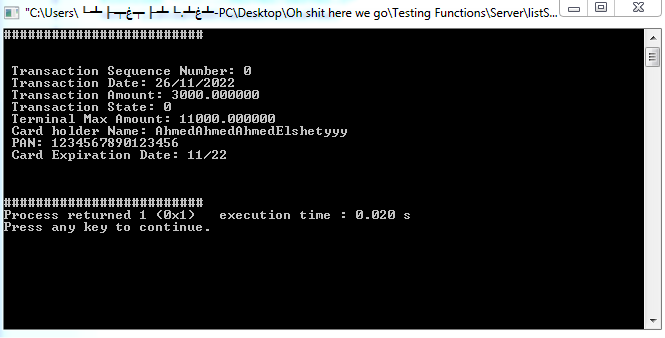 "C:\Users\ -PC\Desktop\Oh shit here we go\Testing Functions\Server\listS...
#########################
Transaction Sequence Number: 0
Transaction Date: 26/11/2022
Transaction Amount: 3000.000000
Transaction State: 0
Terminal Max Amount: 11000.000000
Card holder Name: AhmedAhmedAhmedElshetyyy
PAN: 1234567890123456
Card Expiration Date: 11/22
#########################
Process returned 1 (0x1)   execution time : 0.020 s
Press any key to continue.